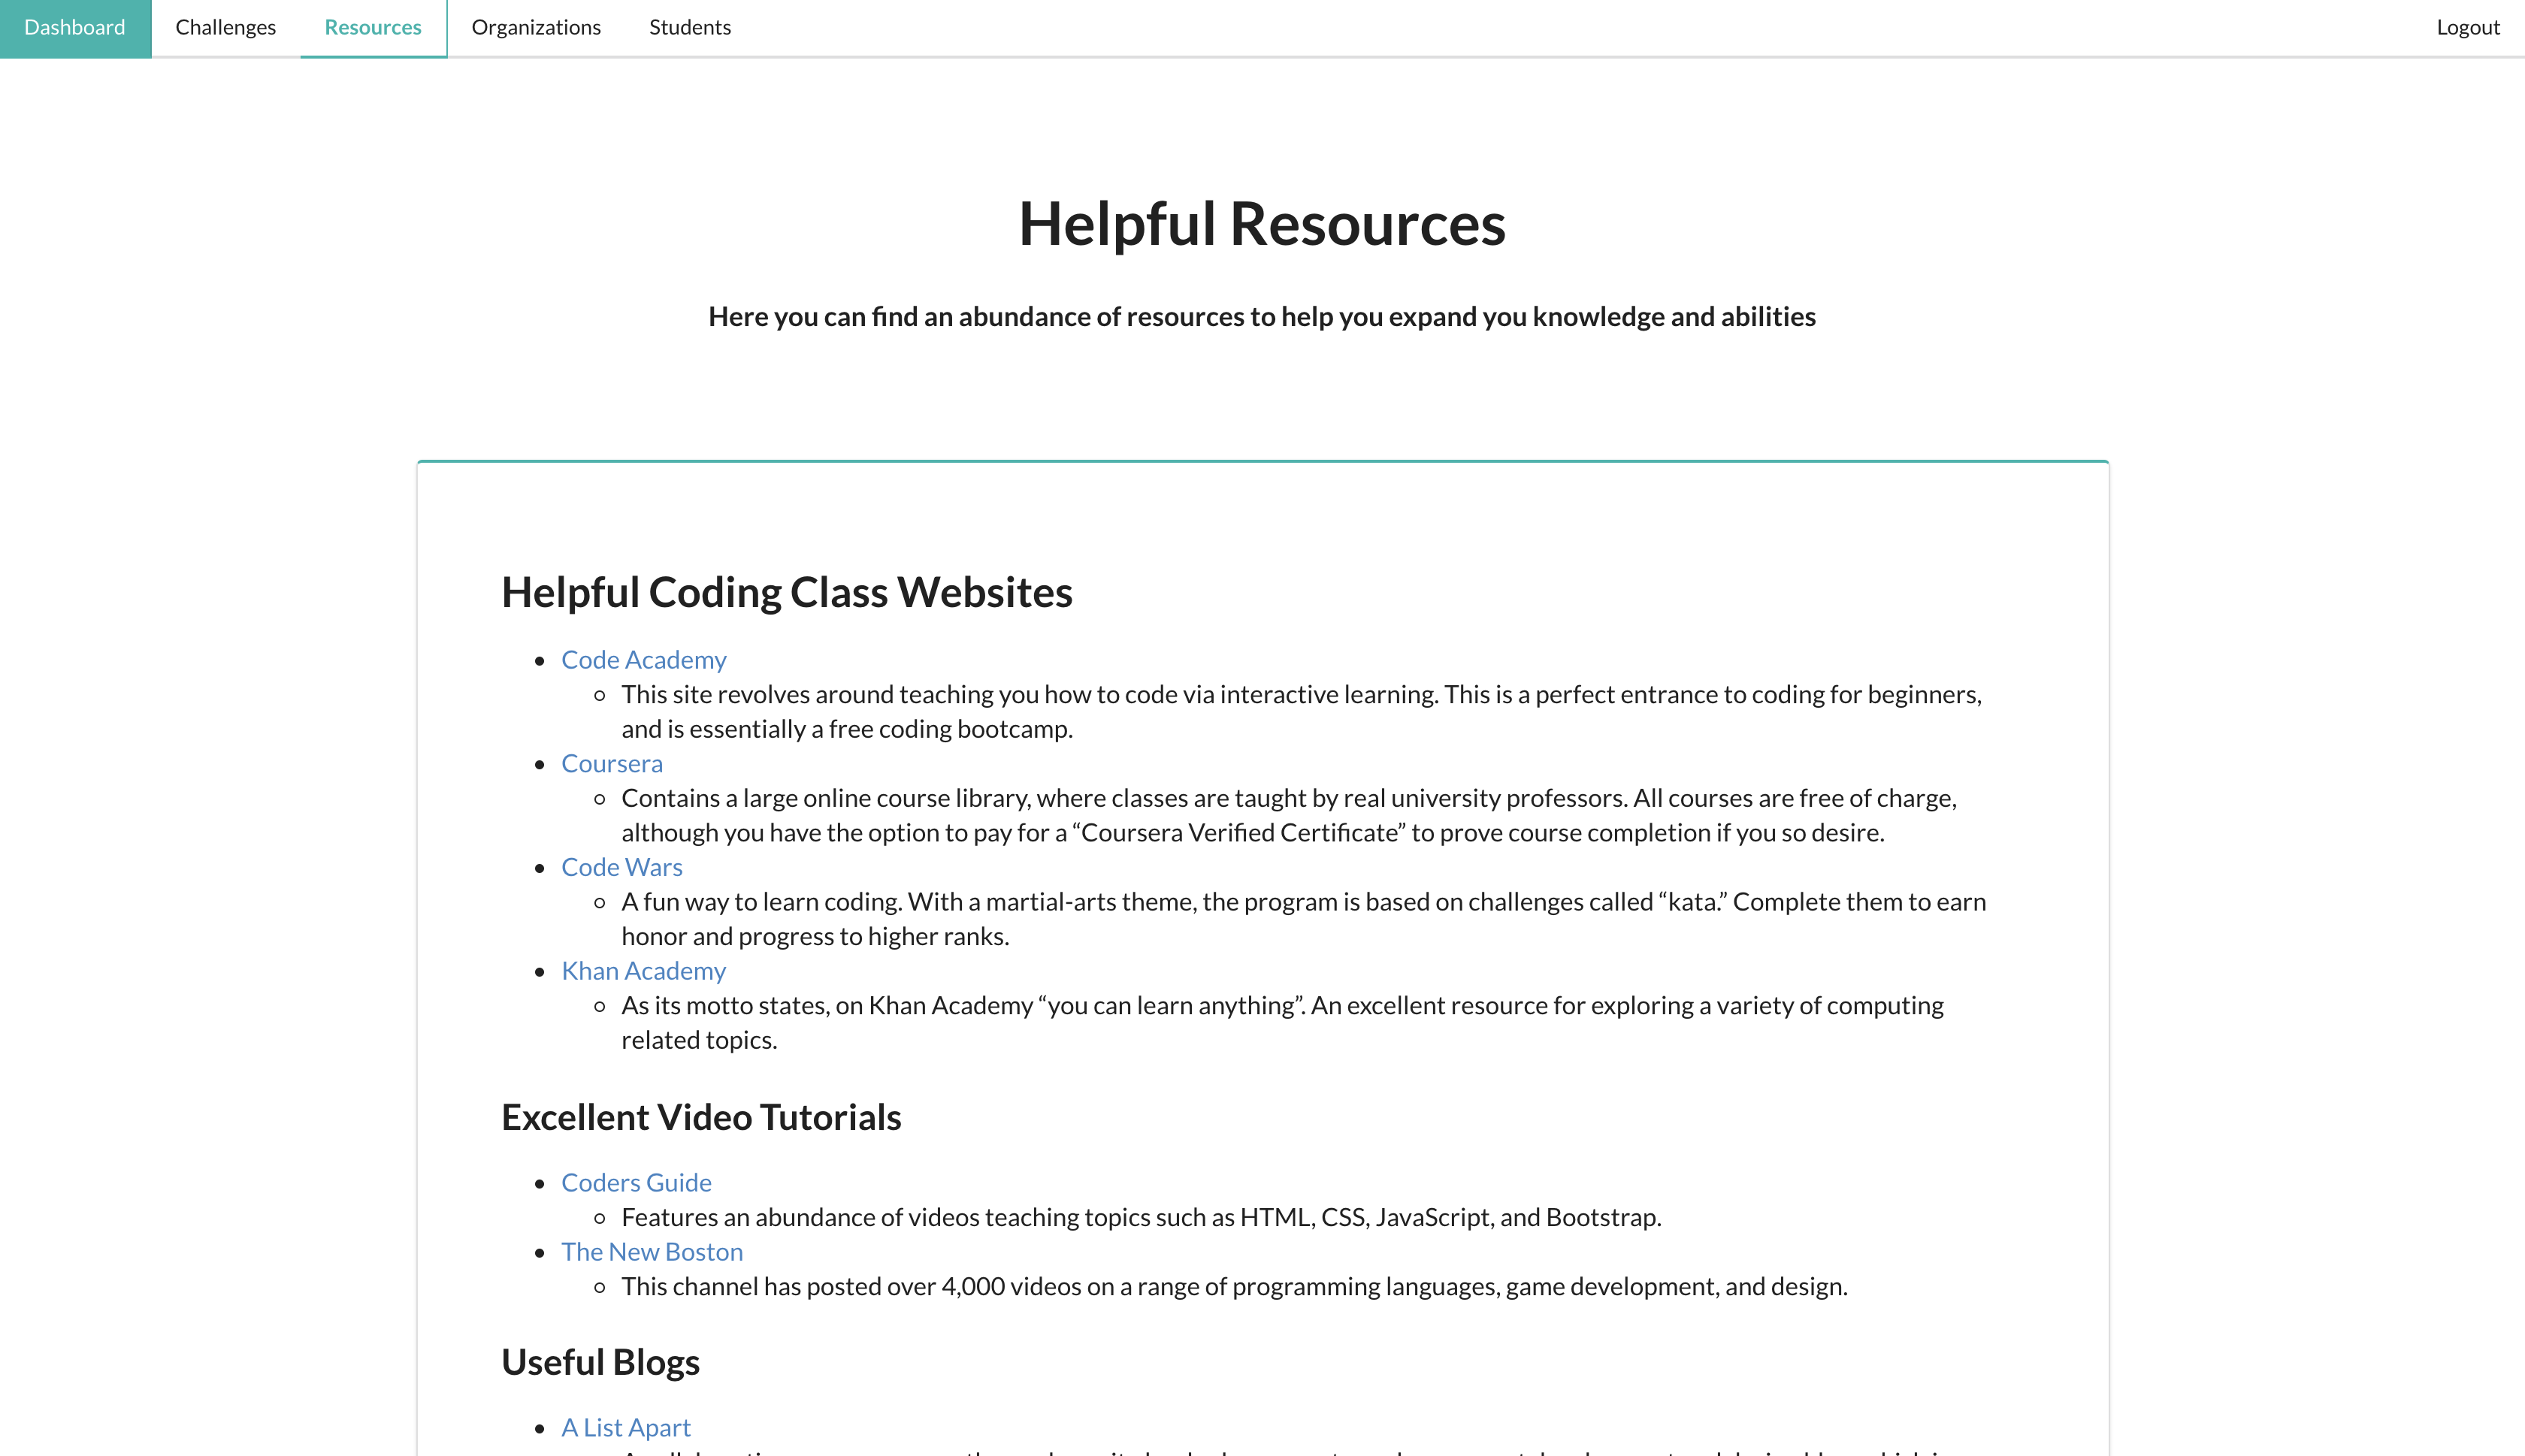 Dashboard Challenges Resources Organizations Students Logout
Helpful Resources
Here you can find an abundance of resources to help you expand you knowledge and abilities
Helpful Coding Class Websites
Code Academy
This site revolves around teaching you how to code via interactive learning. This is a perfect entrance to coding for beginners,
and is essentially a free coding bootcamp.
Coursera
Contains a large online course library, where classes are taught by real university professors. All courses are free of charge,
although you have the option to pay for a “Coursera Verified Certificate” to prove course completion if you so desire.
Code Wars
A fun way to learn coding. With a martial-arts theme, the program is based on challenges called “kata.” Complete them to earn
honor and progress to higher ranks.
Khan Academy
As its motto states, on Khan Academy “you can learn anything”. An excellent resource for exploring a variety of computing
related topics.
Excellent Video Tutorials
Coders Guide
Features an abundance of videos teaching topics such as HTML, CSS, JavaScript, and Bootstrap.
The New Boston
This channel has posted over 4,000 videos on a range of programming languages, game development, and design.
Useful Blogs
A List Apart